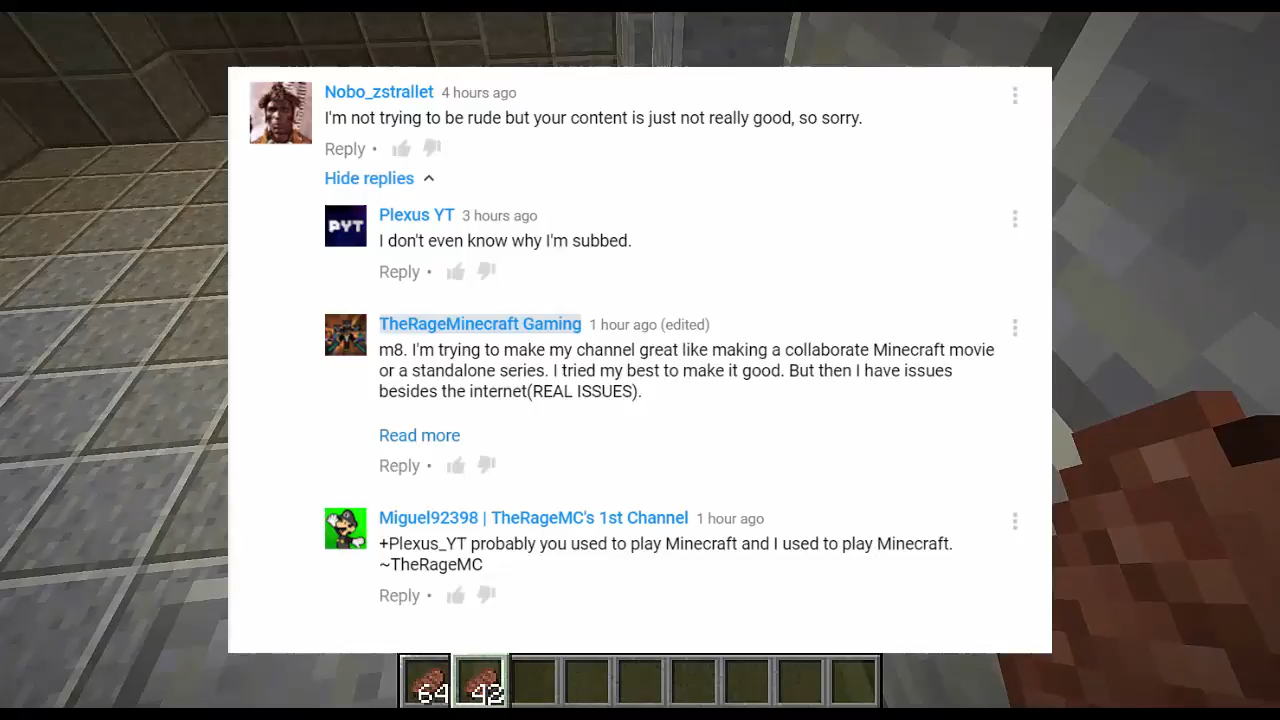 Nobo_zstrallet 4 hours ago
I'm not trying to be rude but your content is just not really good, so sorry.
Reply •
Hide replies
PYT
Plexus YT 3 hours ago
I don't even know why I'm subbed.
Reply •
TheRageMinecraft Gaming 1 hour ago (edited)
m8. I'm trying to make my channel great like making a collaborate Minecraft movie
or a standalone series. I tried my best to make it good. But then I have issues
besides the internet(REAL ISSUES).
Read more
Reply •
Miguel92398 | TheRageMC's 1st Channel 1 hour ago
+Plexus_YT probably you used to play Minecraft and I used to play Minecraft.
~TheRageMC
Reply •
64 42